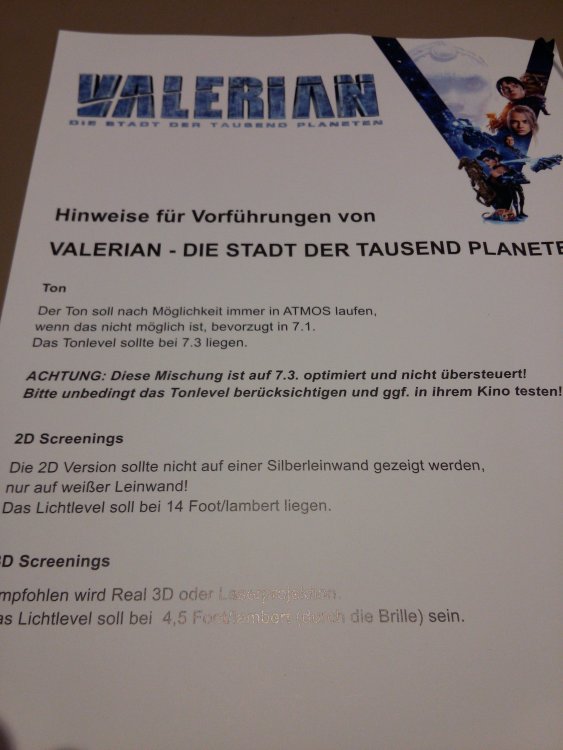 VALERIAN
DIE STADT DER TAUSEND PLANETEN
Hinweise für Vorführungen von
VALERIAN - DIE STADT DER TAUSEND PLANETE
Ton
Der Ton soll nach Möglichkeit immer in ATMOS laufen,
wenn das nicht möglich ist, bevorzugt in 7.1.
Das Tonlevel sollte bei 7.3 liegen.
ACHTUNG: Diese Mischung ist auf 7.3. optimiert und nicht übersteuert!
Bitte unbedingt das Tonlevel berücksichtigen und ggf. in ihrem Kino testen!
2D Screenings
Die 2D Version sollte nicht auf einer Silberleinwand gezeigt werden,
nur auf weißer Leinwand!
Das Lichtlevel soll bei 14 Foot/lambert liegen.
3D Screenings
mpfohlen wird Real 3D oder Laserprojektion.
as Lichtlevel soll bei 4,5 Foot/lambert (durch die Brille) sein.